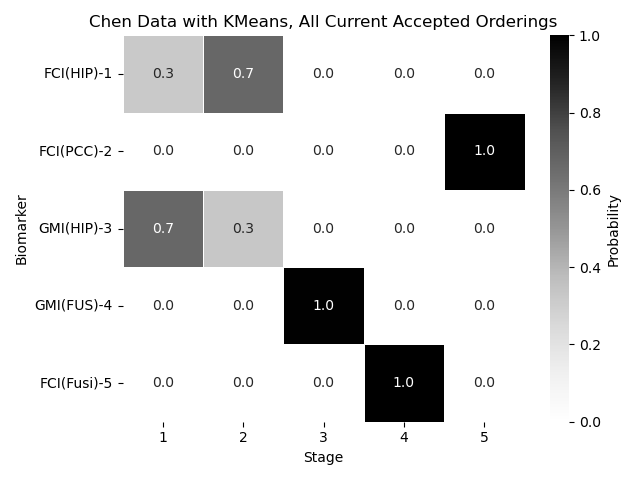 Chen Data with KMeans, All Current Accepted Orderings
FCI(HIP)-1 0.3 0.7 0.0 0.0 0.0
FCI(PCC)-2 0.0 0.0 0.0 0.0 1.0
GMI(HIP)-3 0.7 0.3 0.0 0.0 0.0
GMI(FUS)-4 0.0 0.0 1.0 0.0 0.0
FCI(Fusi)-5 0.0 0.0 0.0 1.0 0.0
1 2 3 4 5
Stage
Biomarker
1.0
0.8
0.6
0.4
0.2
0.0
Probability